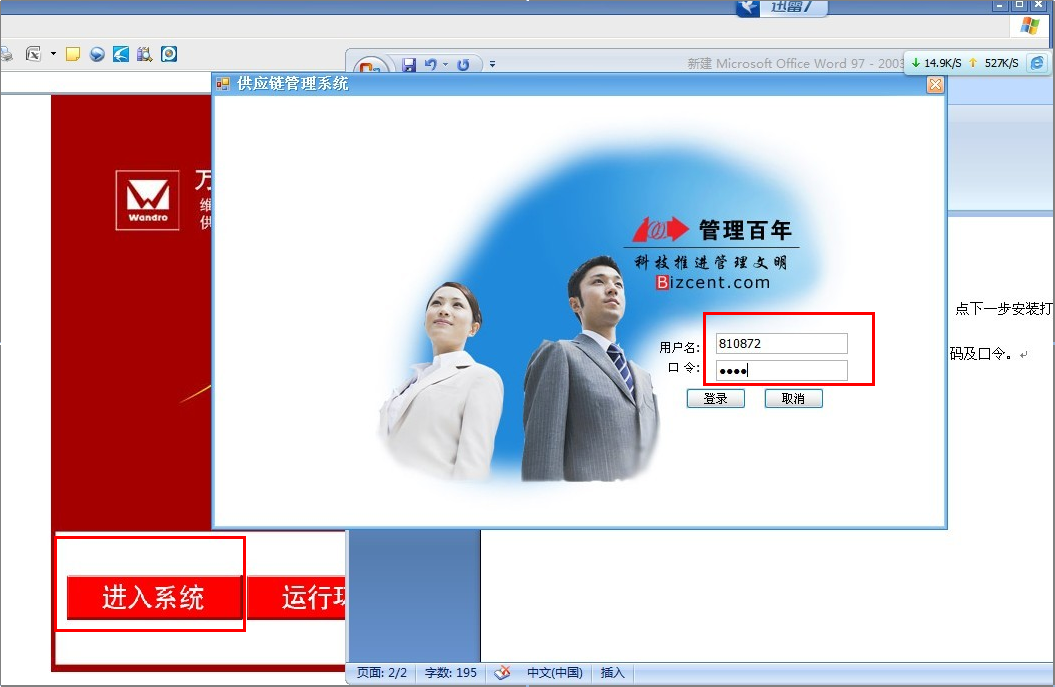 迅雷7
新建 Microsoft Office Word 97 - 2003
14.9K/S 527K/S
供应链管理系统
万
维
供
Wandro
管理百年
科技推进管理文明
Bizcent.com
点下一步安装打
用户名: 810872
码及口令。
口 令: ●●●●
登录 取消
进入系统 运行环
页面: 2/2 字数: 195 中文(中国) 插入